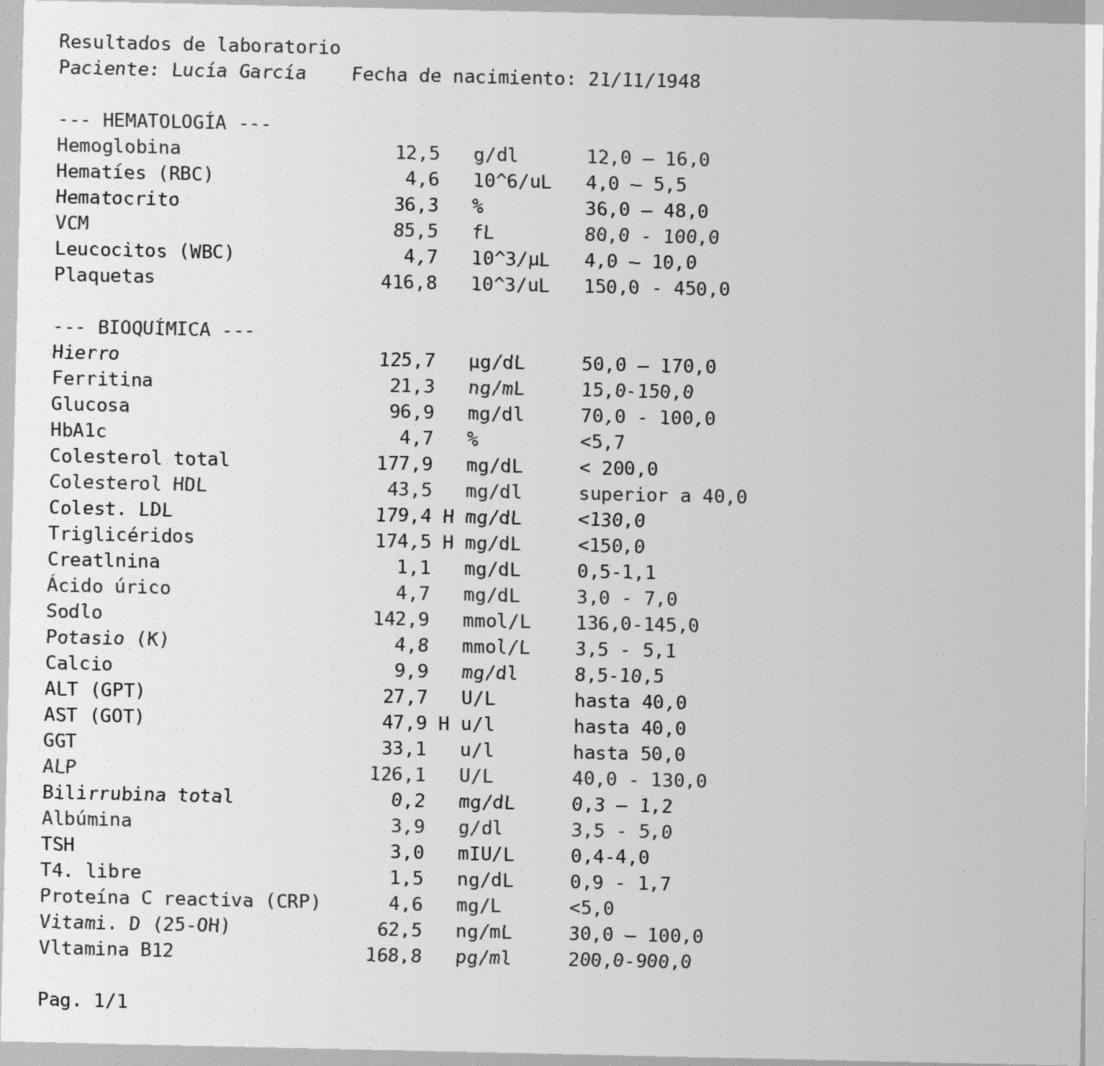 Resultados de laboratorio
Paciente: Lucía García Fecha de nacimiento: 21/11/1948
--- HEMATOLOGÍA ---
Hemoglobina 12,5 g/dl 12,0 – 16,0
Hematíes (RBC) 4,6 10^6/uL 4,0 – 5,5
Hematocrito 36,3 % 36,0 – 48,0
VCM 85,5 fL 80,0 - 100,0
Leucocitos (WBC) 4,7 10^3/µL 4,0 – 10,0
Plaquetas 416,8 10^3/uL 150,0 - 450,0
--- BIOQUÍMICA ---
Hierro 125,7 µg/dL 50,0 – 170,0
Ferritina 21,3 ng/mL 15,0-150,0
Glucosa 96,9 mg/dl 70,0 - 100,0
HbA1c 4,7 % <5,7
Colesterol total 177,9 mg/dL < 200,0
Colesterol HDL 43,5 mg/dl superior a 40,0
Colest. LDL 179,4 H mg/dL <130,0
Triglicéridos 174,5 H mg/dL <150,0
Creatlnina 1,1 mg/dL 0,5-1,1
Ácido úrico 4,7 mg/dL 3,0 - 7,0
Sodlo 142,9 mmol/L 136,0-145,0
Potasio (K) 4,8 mmol/L 3,5 - 5,1
Calcio 9,9 mg/dl 8,5-10,5
ALT (GPT) 27,7 U/L hasta 40,0
AST (GOT) 47,9 H u/l hasta 40,0
GGT 33,1 u/l hasta 50,0
ALP 126,1 U/L 40,0 - 130,0
Bilirrubina total 0,2 mg/dL 0,3 – 1,2
Albúmina 3,9 g/dl 3,5 - 5,0
TSH 3,0 mIU/L 0,4-4,0
T4. libre 1,5 ng/dL 0,9 - 1,7
Proteína C reactiva (CRP) 4,6 mg/L <5,0
Vitami. D (25-OH) 62,5 ng/mL 30,0 – 100,0
Vltamina B12 168,8 pg/ml 200,0-900,0
Pag. 1/1